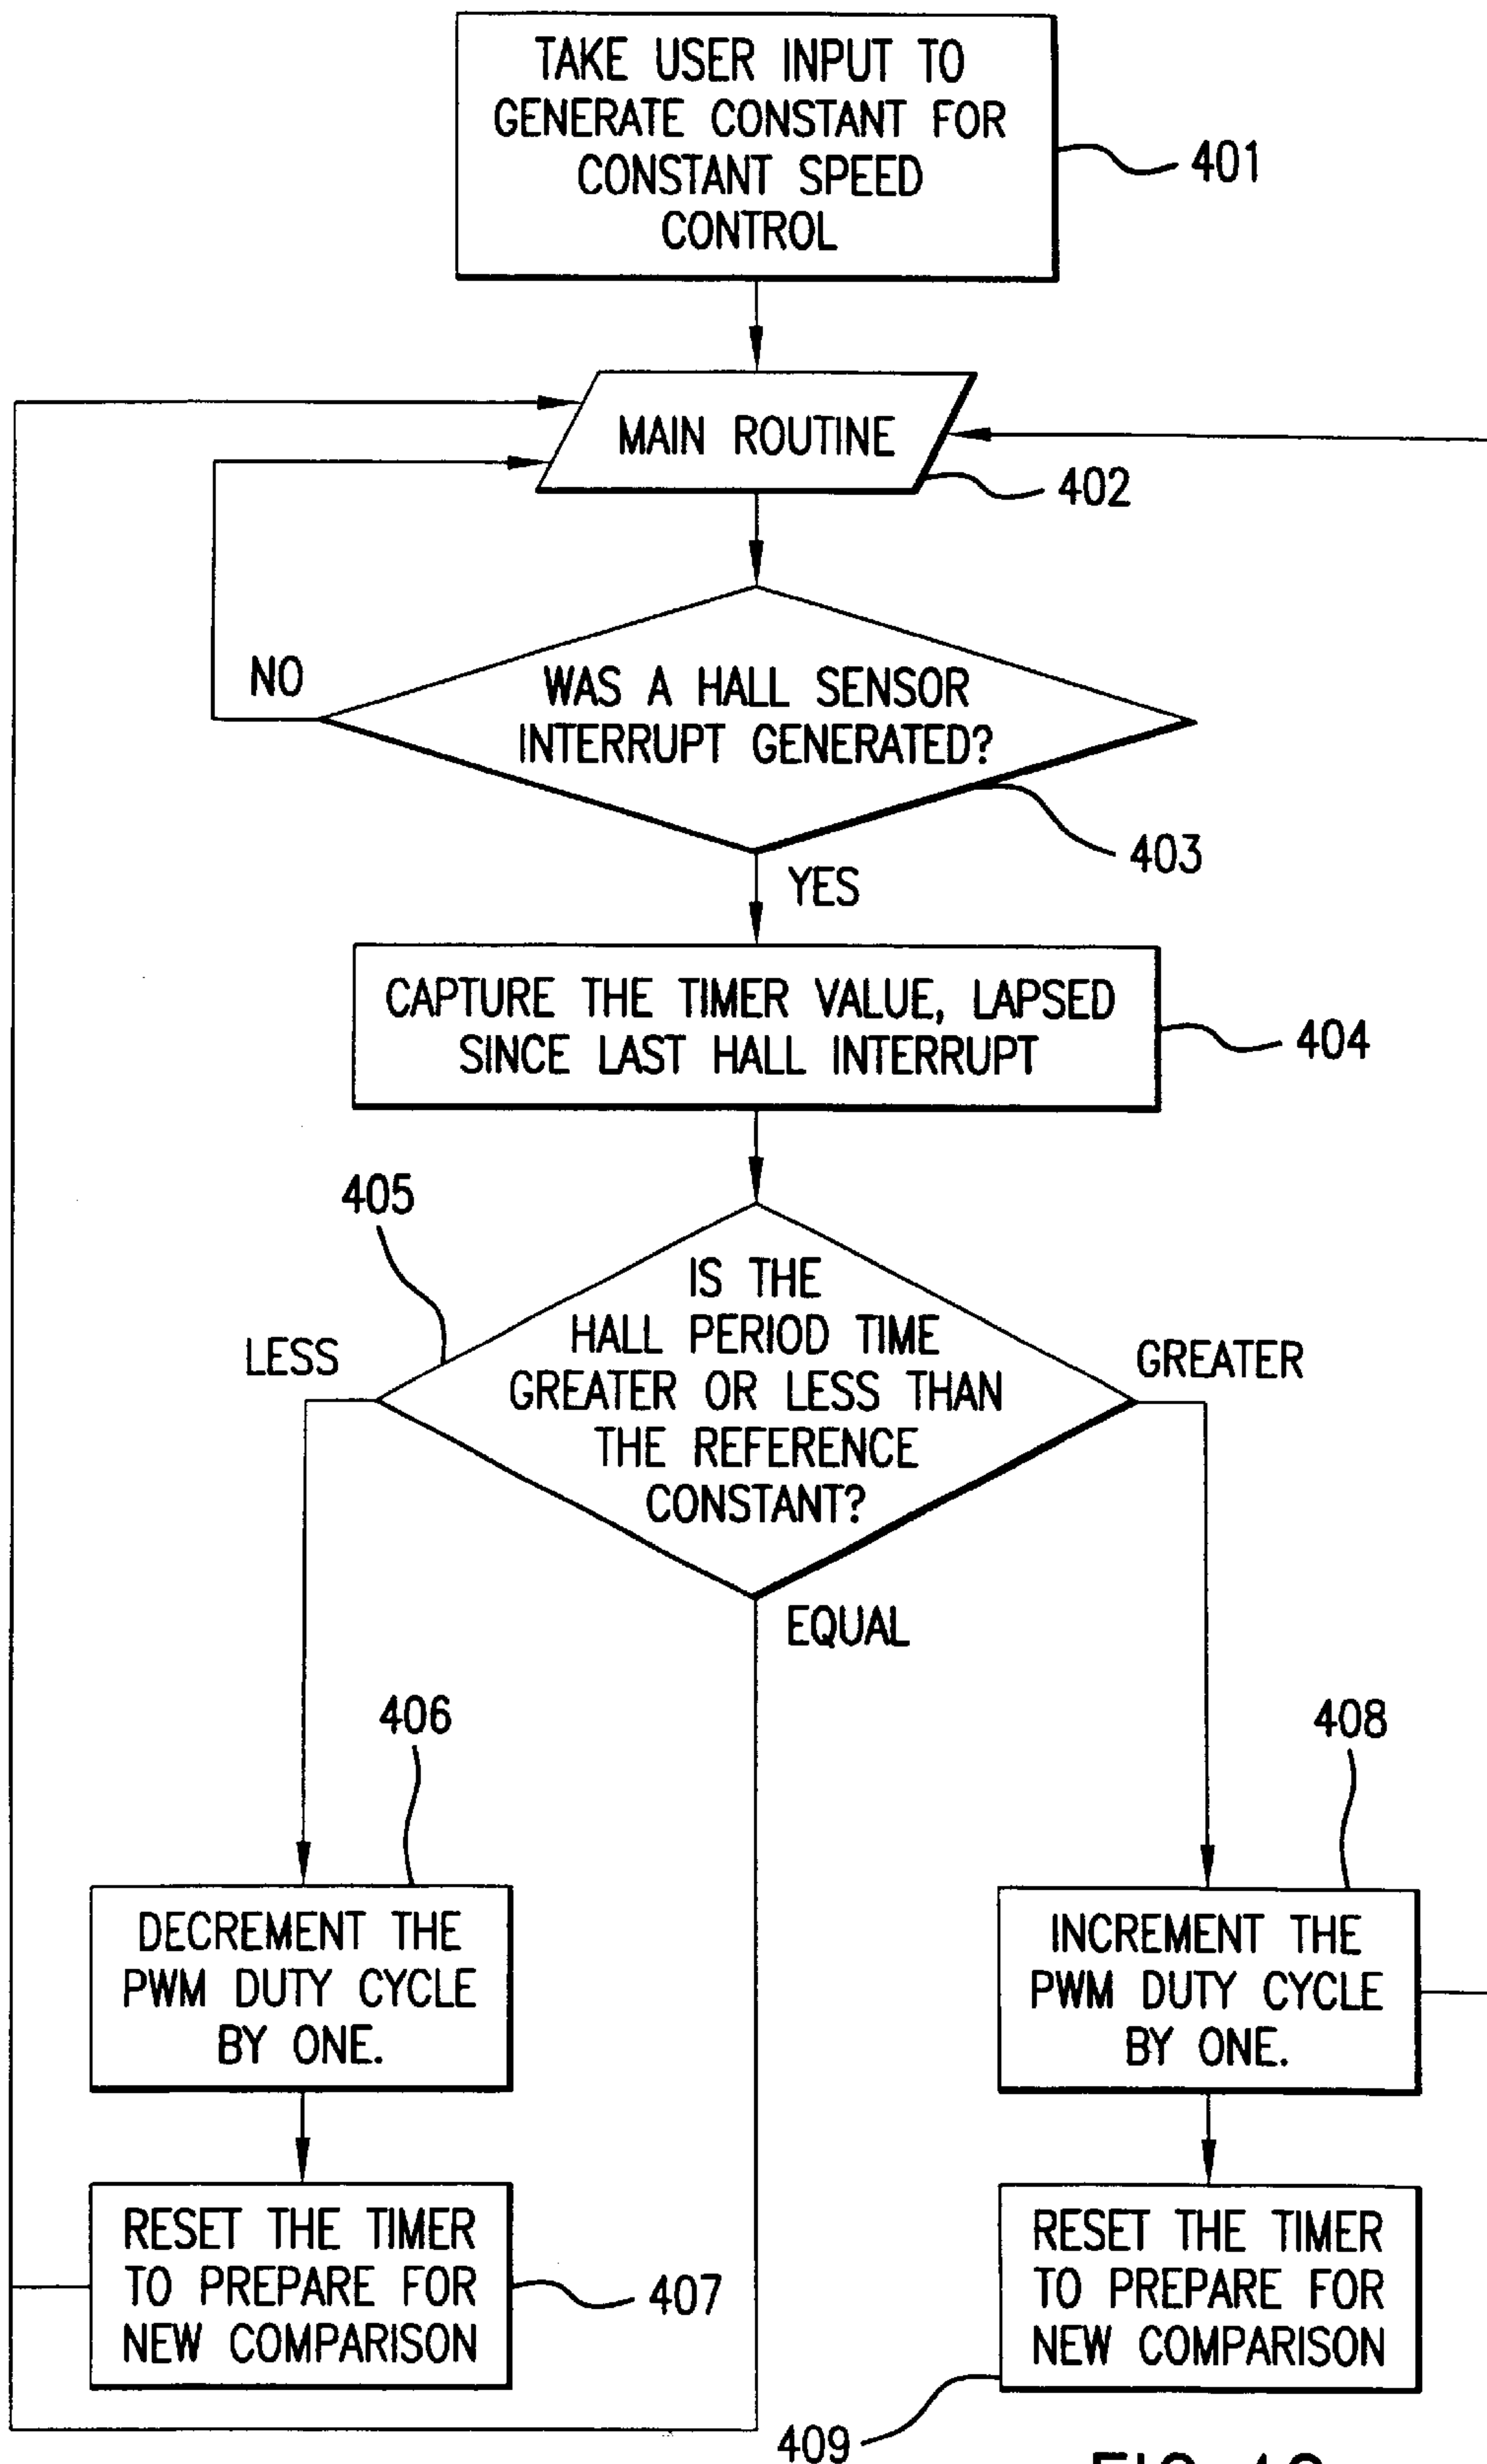 TAKE USER INPUT TO
GENERATE CONSTANT FOR
CONSTANT SPEED
CONTROL
401
MAIN ROUTINE
402
NO
WAS A HALL SENSOR
INTERRUPT GENERATED?
403
YES
CAPTURE THE TIMER VALUE, LAPSED
SINCE LAST HALL INTERRUPT
404
405
IS THE
HALL PERIOD TIME
GREATER OR LESS THAN
THE REFERENCE
CONSTANT?
LESS
GREATER
EQUAL
406
408
DECREMENT THE
PWM DUTY CYCLE
BY ONE.
INCREMENT THE
PWM DUTY CYCLE
BY ONE.
RESET THE TIMER
TO PREPARE FOR
NEW COMPARISON
407
RESET THE TIMER
TO PREPARE FOR
NEW COMPARISON
409